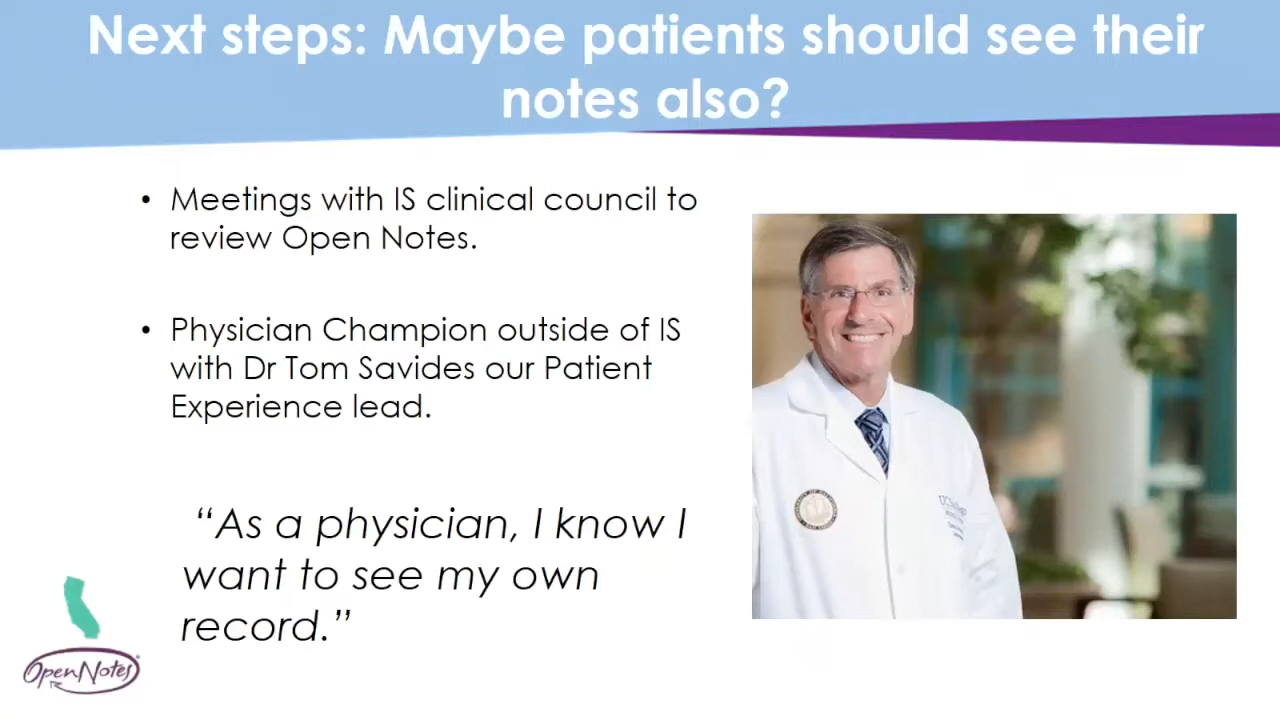 Next steps: Maybe patients should see their
notes also?
• Meetings with IS clinical council to
review Open Notes.
• Physician Champion outside of IS
with Dr Tom Savides our Patient
Experience lead.
“As a physician, I know I
want to see my own
record.”
OpenNotes®